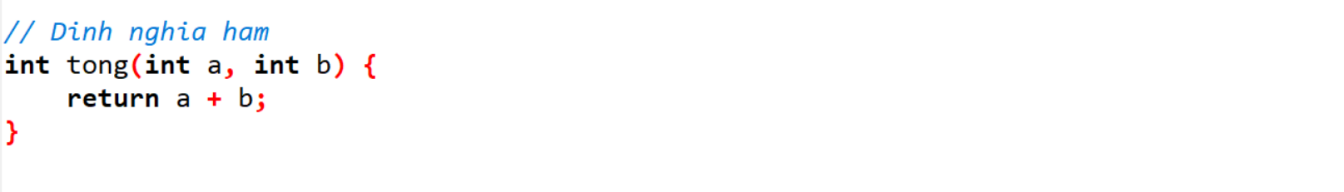 // Dinh nghia ham
int tong(int a, int b) {
    return a + b;
}